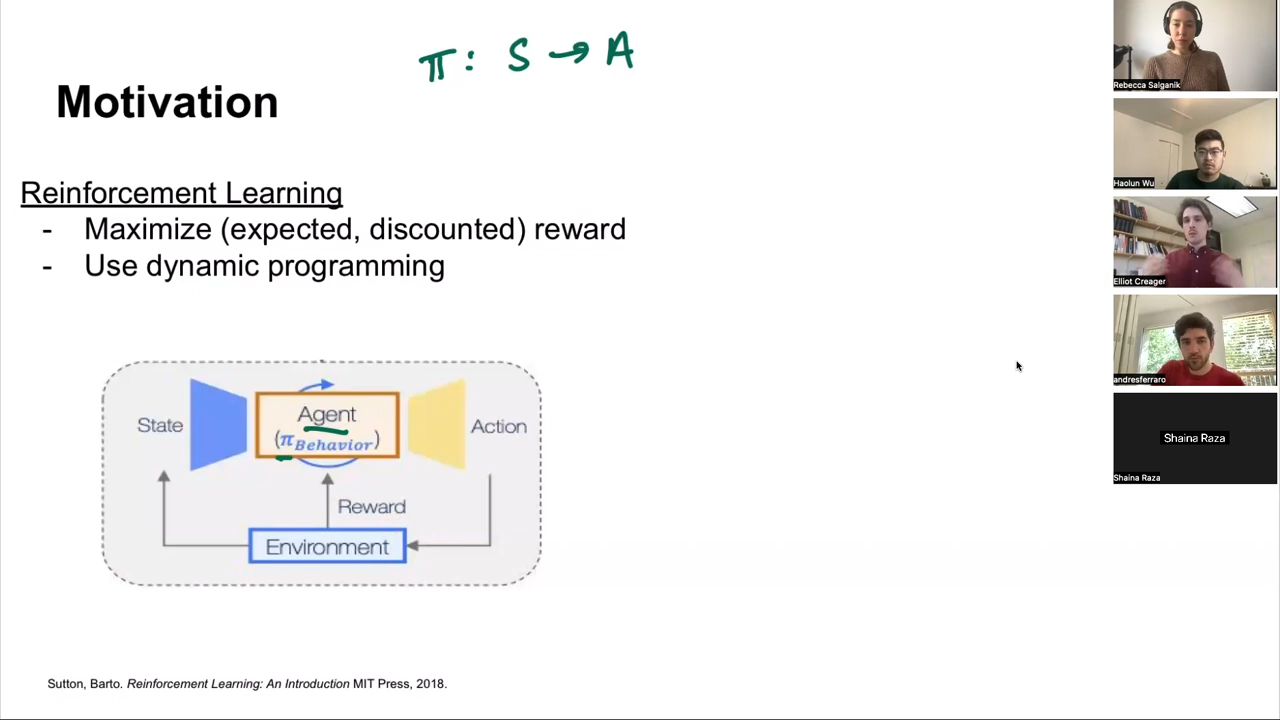 π: S → A
Motivation
Reinforcement Learning
- Maximize (expected, discounted) reward
- Use dynamic programming
State
Agent
(π Behavior)
Action
Reward
Environment
Sutton, Barto. Reinforcement Learning: An Introduction MIT Press, 2018.
Rebecca Salganik
Haolun Wu
Elliot Creager
andresferraro
Shaina Raza
Shaina Raza